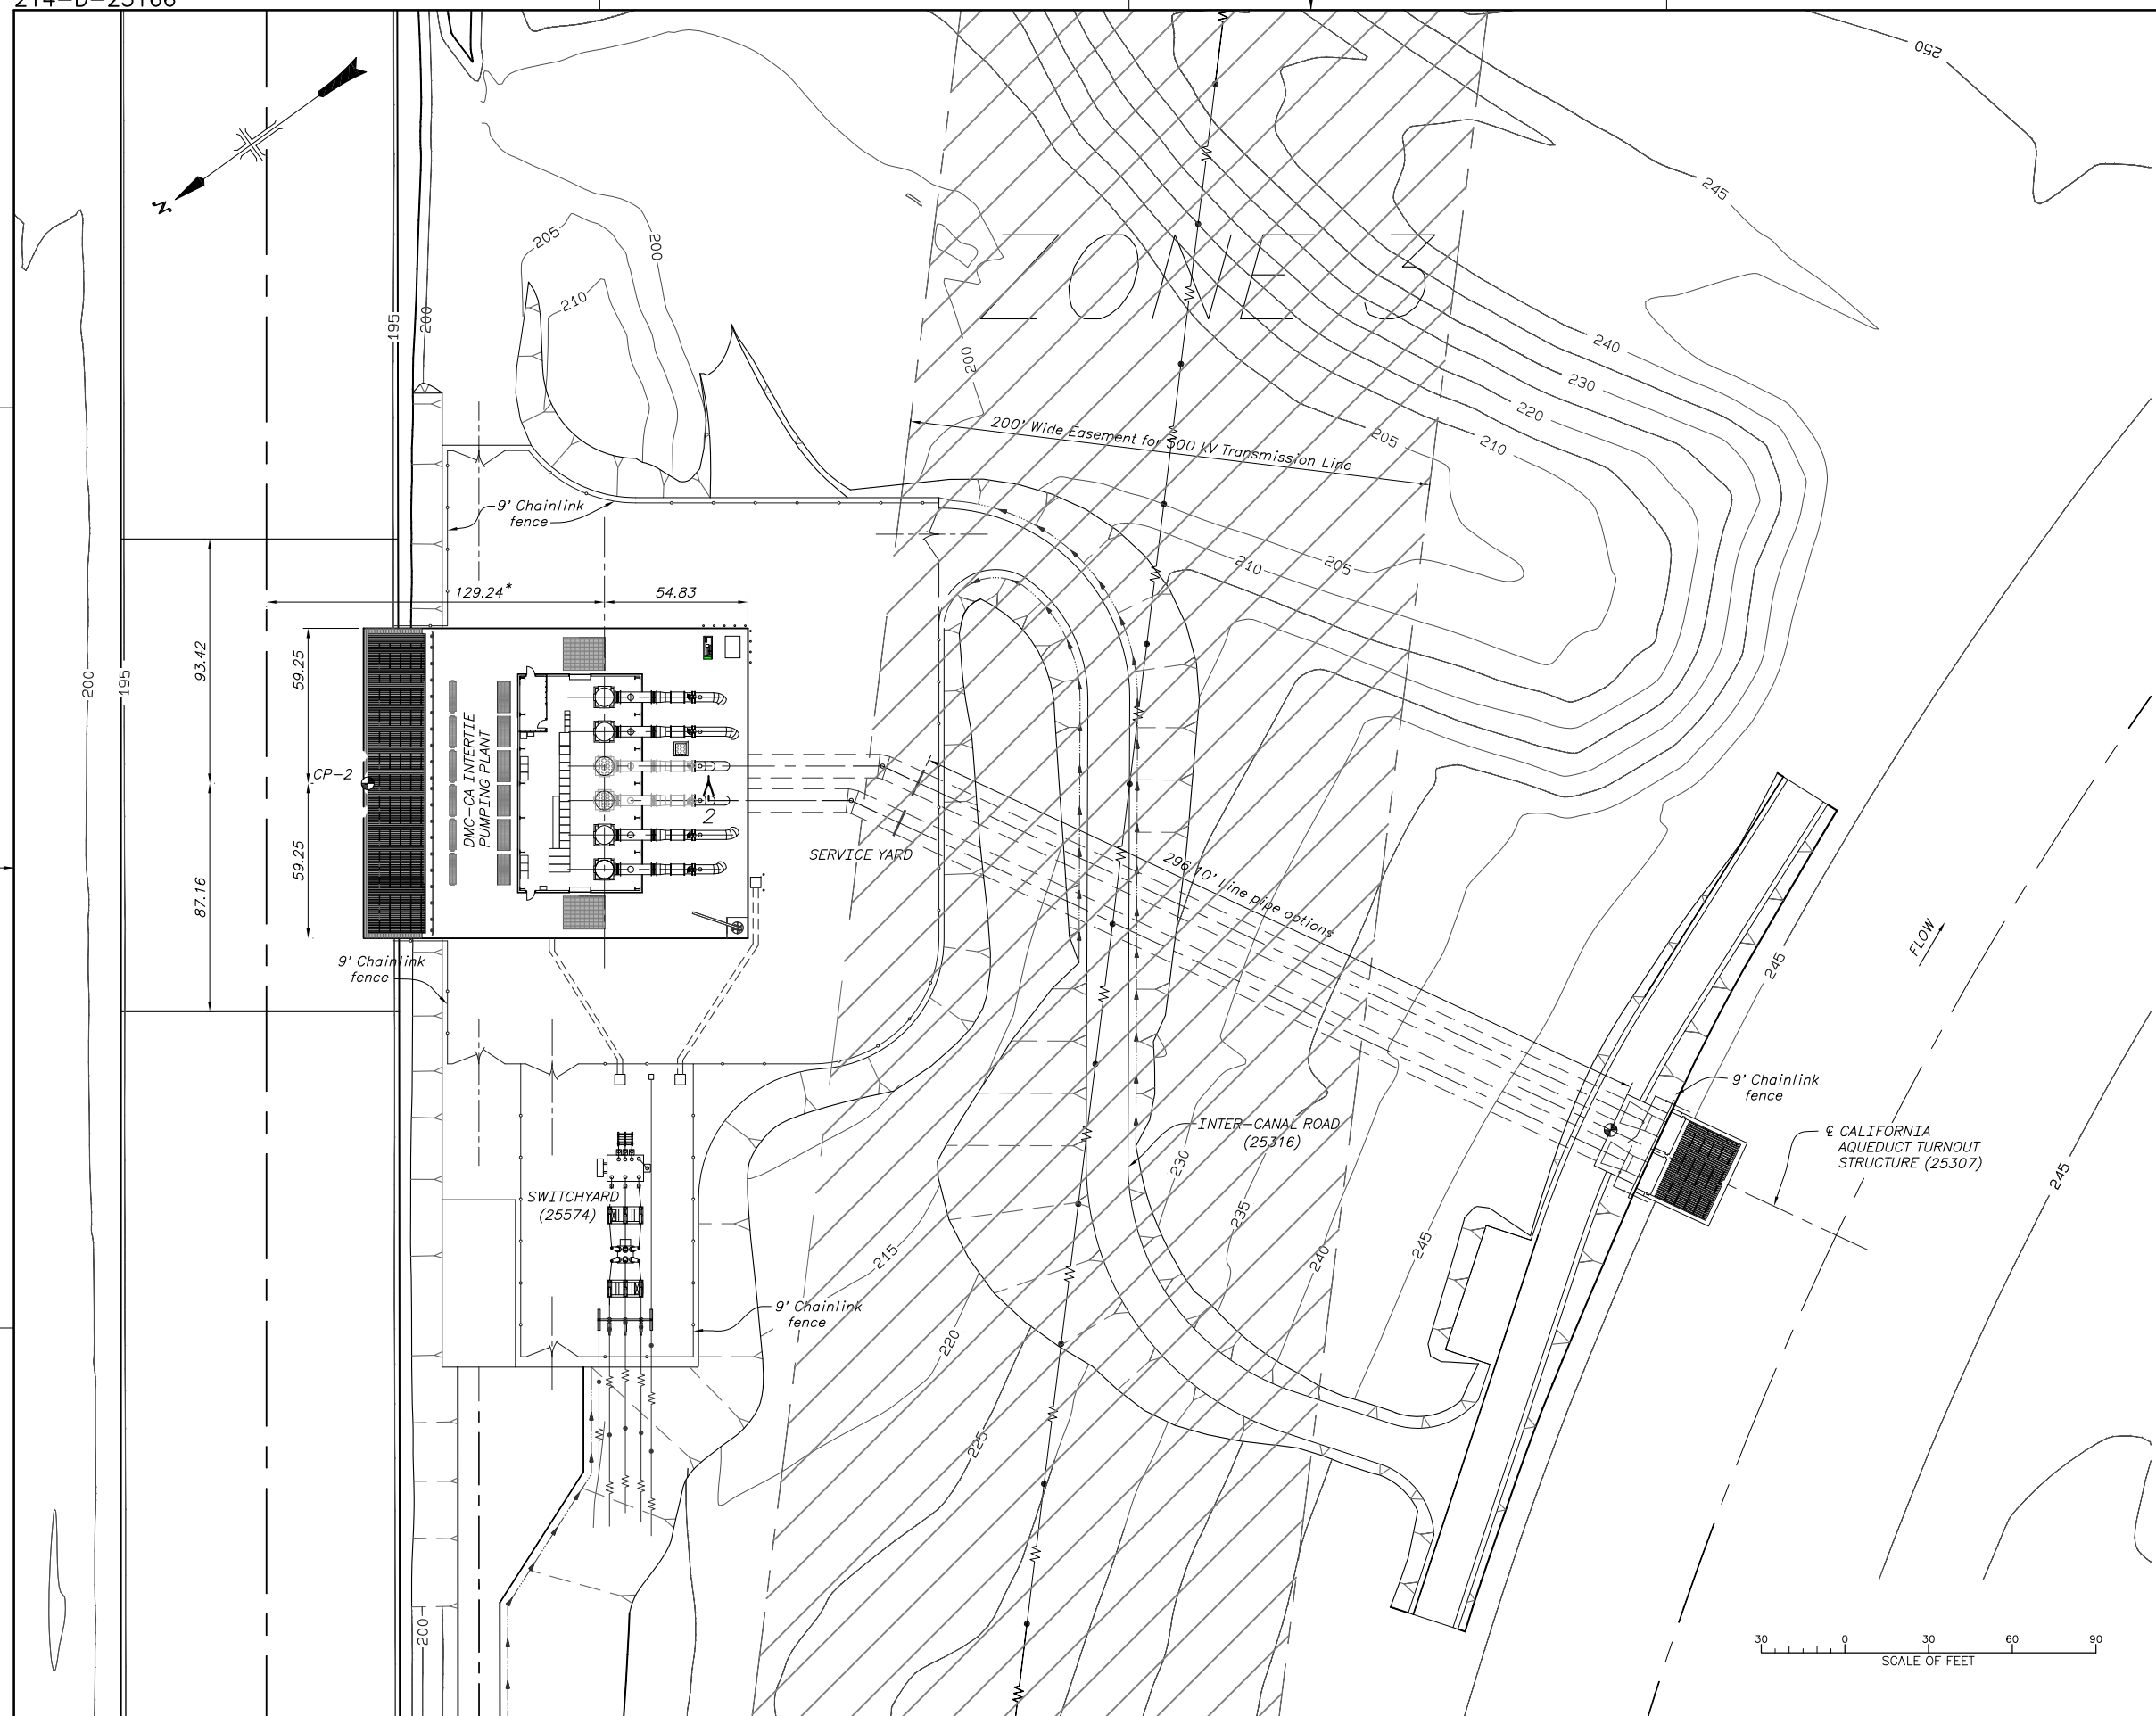 214-D-25166
N
250
245
205
200
210
195
200
ZONE 3
200
240
230
220
205
210
200' Wide Easement for 500 kV Transmission Line
9' Chainlink
fence
210
205
129.24*
54.83
93.42
59.25
200
195
CP-2
DMC-CA INTERTIE
PUMPING PLANT
2
SERVICE YARD
59.25
87.16
296/10' Line pipe options
FLOW
245
9' Chainlink
fence
9' Chainlink
fence
INTER-CANAL ROAD
(25316)
℄ CALIFORNIA
AQUEDUCT TURNOUT
STRUCTURE (25307)
230
245
SWITCHYARD
(25574)
235
215
240
245
9' Chainlink
fence
220
225
200
30 0 30 60 90
SCALE OF FEET